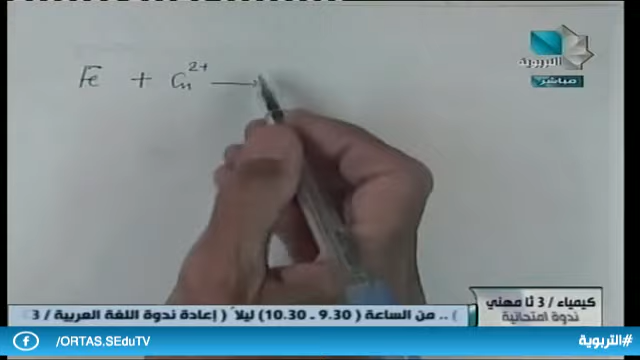 التربوية
مباشر
Fe + Cu²⁺ →
كيمياء / 3 ثا مهني
ندوة امتحانية
) .. من الساعة ( 9.30 - 10.30) ليلاً ( إعادة ندوة اللغة العربية / 3
/ORTAS.SEduTV
#التربوية